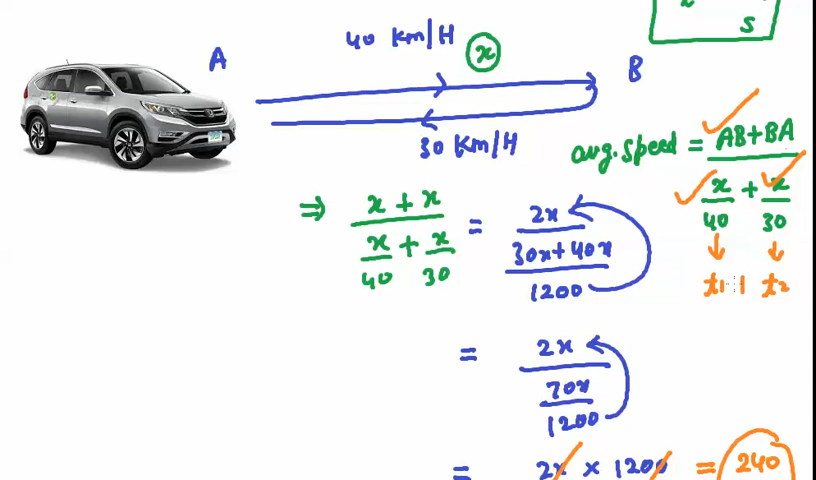 s
40 km/H
x
A
B
30 km/H
avg. speed = AB+BA
x/40 + x/30
t1 t2
⇒ x + x / x/40 + x/30 = 2x / 30x+40x / 1200
= 2x / 70x / 1200
= 2x × 1200 = 240